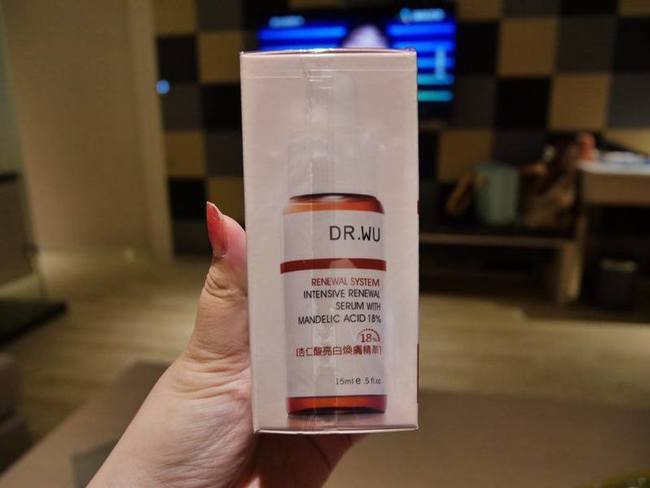 DR.WU
RENEWAL SYSTEM
INTENSIVE RENEWAL
SERUM WITH
MANDELIC ACID 18%
18%
杏仁酸亮白煥膚精萃
15ml e .5 fl.oz